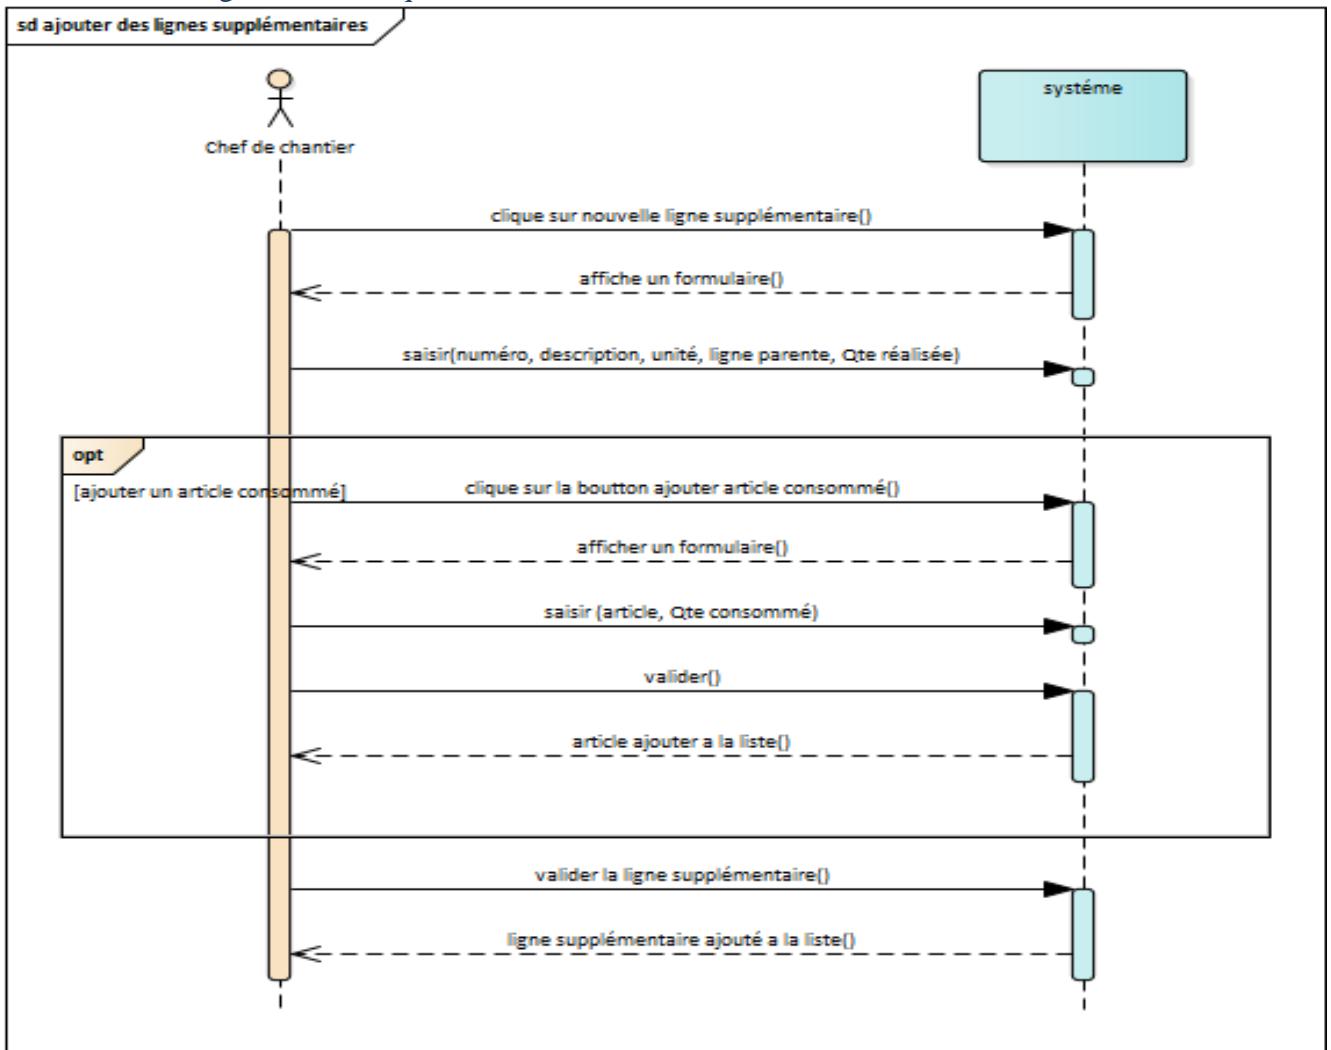 sd ajouter des lignes supplémentaires
systéme
Chef de chantier
clique sur nouvelle ligne supplémentaire()
affiche un formulaire()
saisir(numéro, description, unité, ligne parente, Qte réalisée)
opt
[ajouter un article consommé]
clique sur la boutton ajouter article consommé()
afficher un formulaire()
saisir (article, Qte consommé)
valider()
article ajouter a la liste()
valider la ligne supplémentaire()
ligne supplémentaire ajouté a la liste()